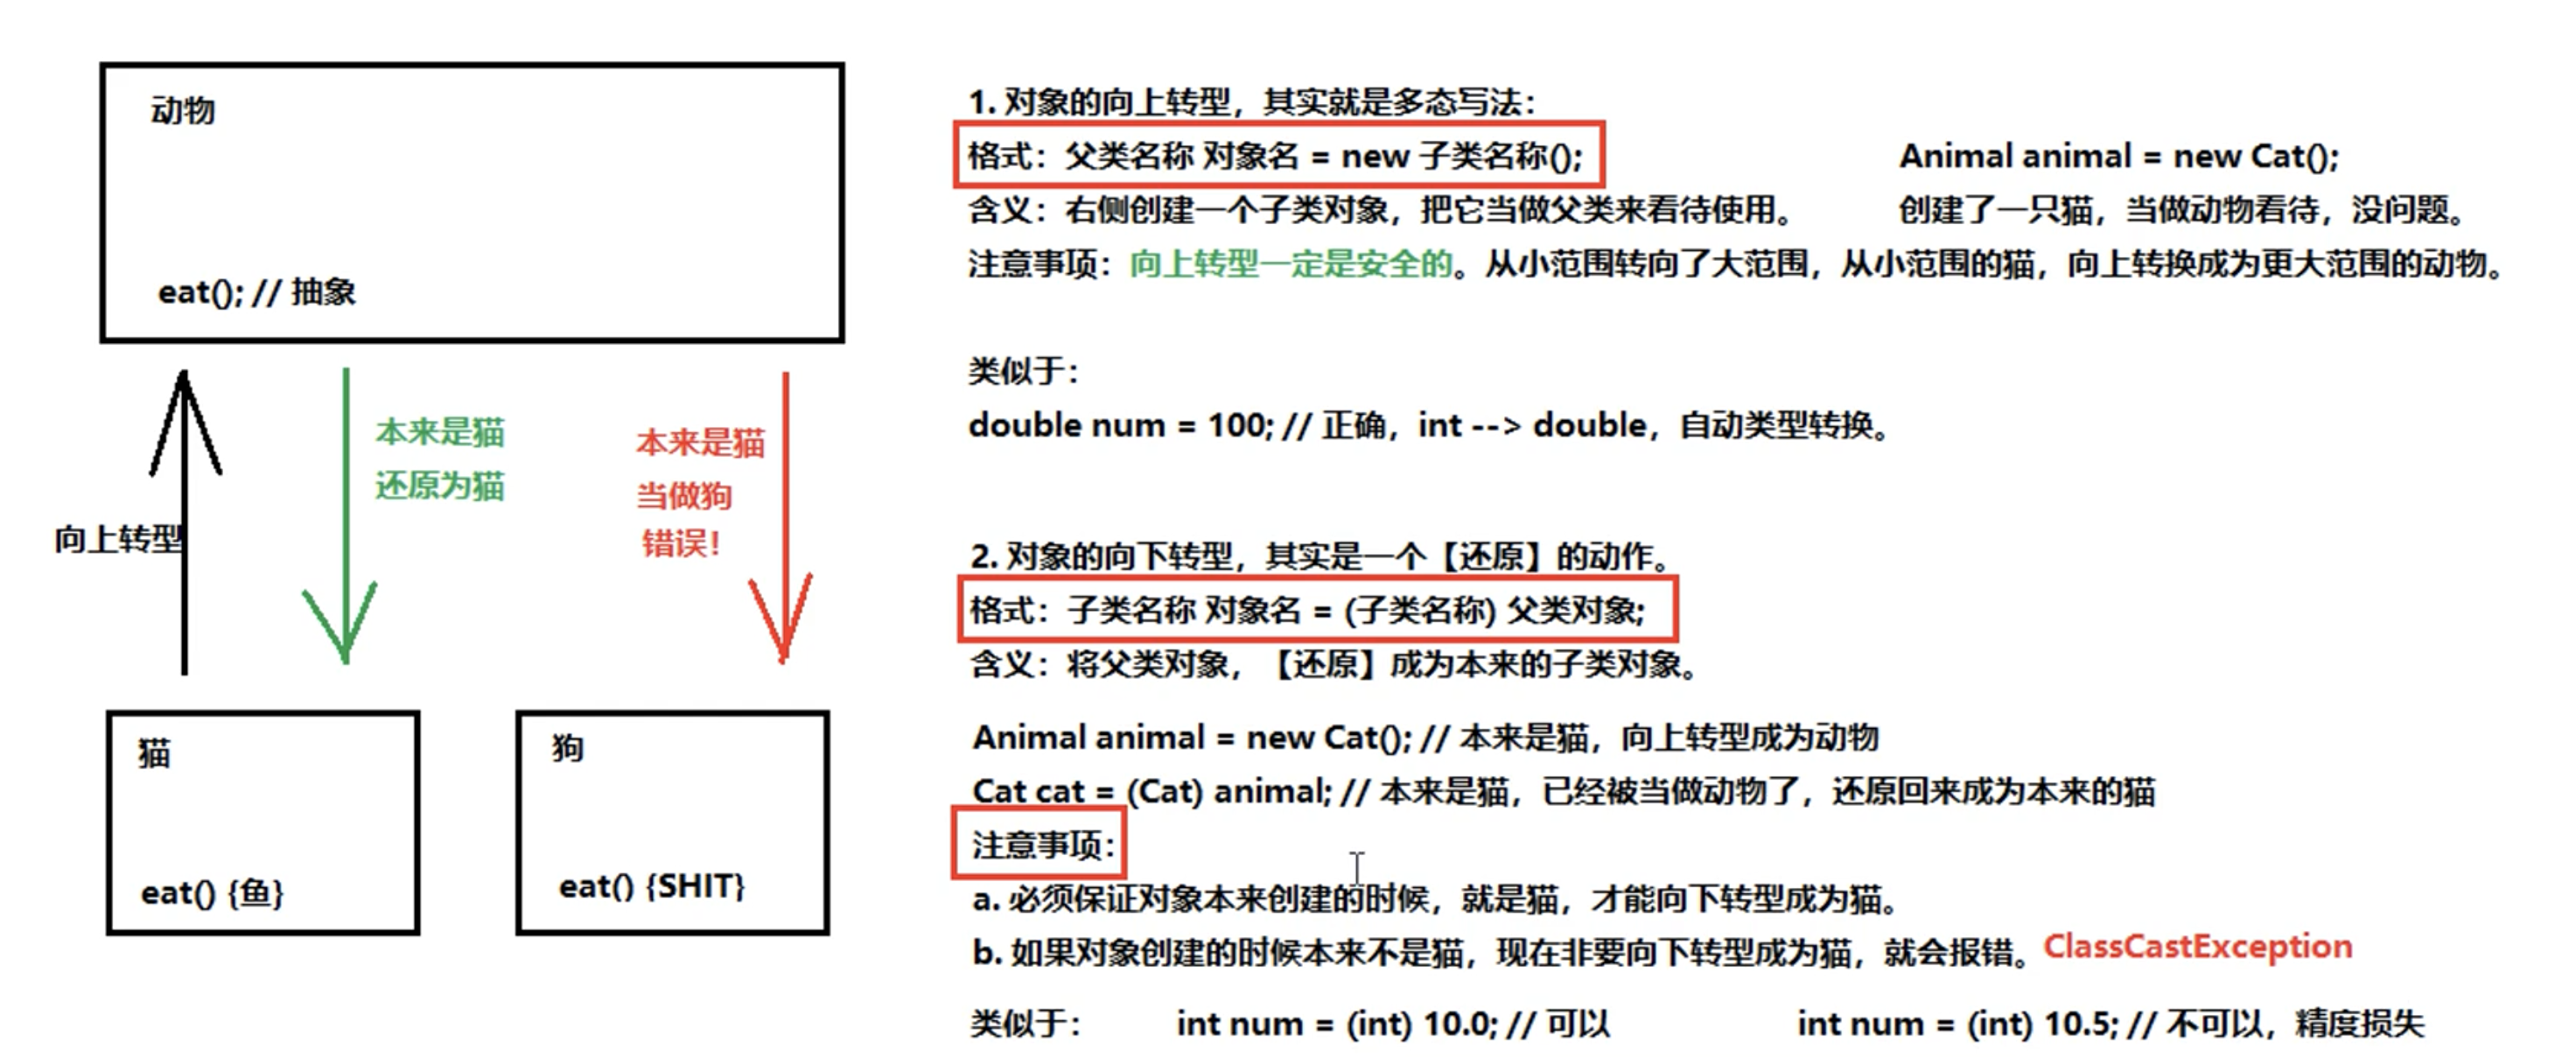 动物
eat(); // 抽象
向上转型
本来是猫
还原为猫
本来是猫
当做狗
错误！
猫
eat() {鱼}
狗
eat() {SHIT}
1. 对象的向上转型，其实就是多态写法：
格式：父类名称 对象名 = new 子类名称();
Animal animal = new Cat();
含义：右侧创建一个子类对象，把它当做父类来看待使用。
创建了一只猫，当做动物看待，没问题。
注意事项：向上转型一定是安全的。从小范围转向了大范围，从小范围的猫，向上转换成为更大范围的动物。
类似于：
double num = 100; // 正确，int --> double，自动类型转换。
2. 对象的向下转型，其实是一个【还原】的动作。
格式：子类名称 对象名 = (子类名称) 父类对象;
含义：将父类对象，【还原】成为本来的子类对象。
Animal animal = new Cat(); // 本来是猫，向上转型成为动物
Cat cat = (Cat) animal; // 本来是猫，已经被当做动物了，还原回来成为本来的猫
注意事项：
a. 必须保证对象本来创建的时候，就是猫，才能向下转型成为猫。
b. 如果对象创建的时候本来不是猫，现在非要向下转型成为猫，就会报错。ClassCastException
类似于： int num = (int) 10.0; // 可以 int num = (int) 10.5; // 不可以，精度损失